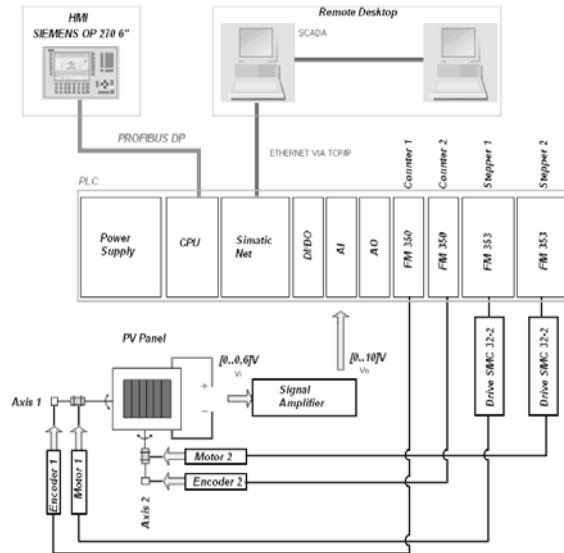 HMI
SIEMENS OP 270 6"
Remote Desktop
SCADA
PROFIBUS DP
ETHERNET VIA TCP/IP
Counter 1
Counter 2
Stepper 1
Stepper 2
PLC
Power
Supply
CPU
Simatic
Net
DI/DO
AI
AO
FM 350
FM 350
FM 353
FM 353
PV Panel
[0..0,6]V
Vi
[0..10]V
Vo
Signal
Amplifier
Drive SMC 32-2
Drive SMC 32-2
+
−
Axis 1
Motor 2
Encoder 2
Encoder 1
Motor 1
Axis 2